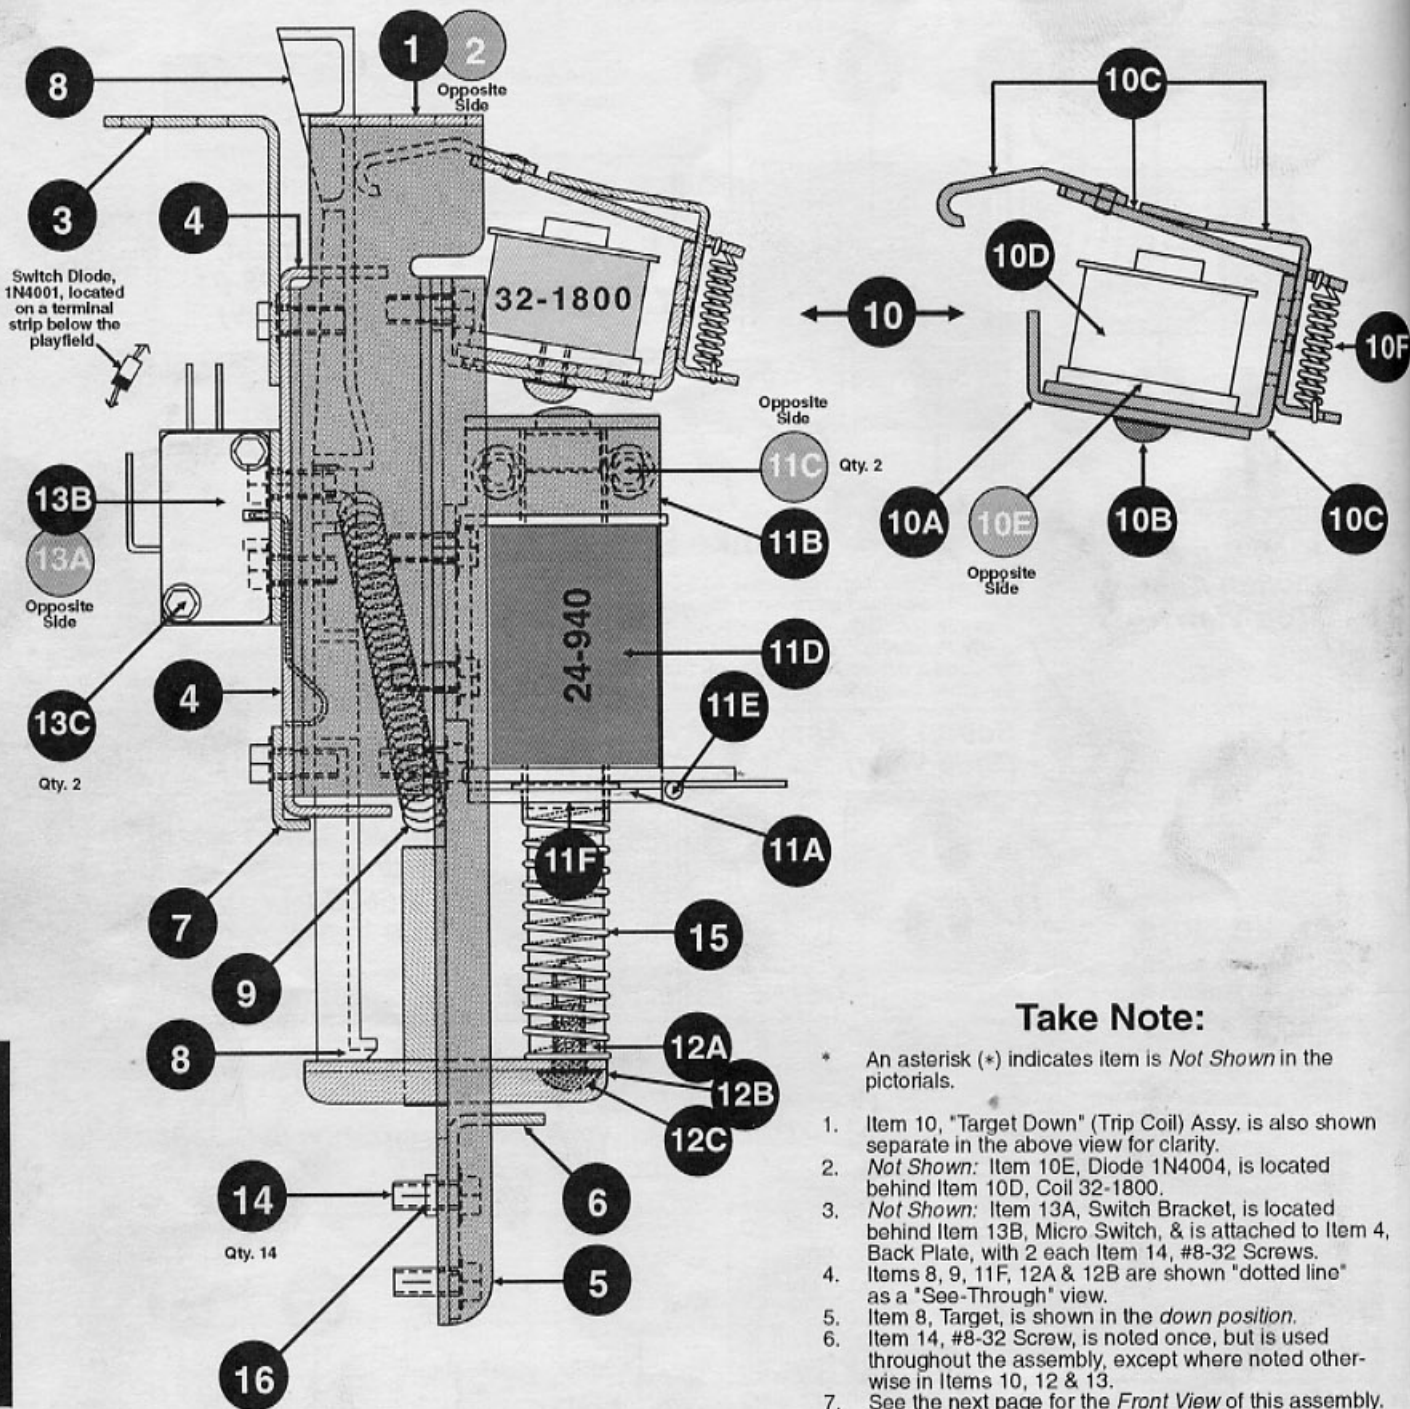 1
2
Opposite
Side
8
10C
3
4
10D
Switch Diode,
1N4001, located
on a terminal
strip below the
playfield
32-1800
10
10F
Opposite
Side
11C
Qty. 2
13B
10A
10E
10B
10C
11B
13A
Opposite
Side
Opposite
Side
24-940
11D
4
11E
13C
Qty. 2
11F
11A
7
15
9
8
12A
12B
12C
14
Qty. 14
6
5
16
Take Note:
* An asterisk (*) indicates item is Not Shown in the
pictorials.
1. Item 10, "Target Down" (Trip Coil) Assy. is also shown
separate in the above view for clarity.
2. Not Shown: Item 10E, Diode 1N4004, is located
behind Item 10D, Coil 32-1800.
3. Not Shown: Item 13A, Switch Bracket, is located
behind Item 13B, Micro Switch, & is attached to Item 4,
Back Plate, with 2 each Item 14, #8-32 Screws.
4. Items 8, 9, 11F, 12A & 12B are shown "dotted line"
as a "See-Through" view.
5. Item 8, Target, is shown in the down position.
6. Item 14, #8-32 Screw, is noted once, but is used
throughout the assembly, except where noted other-
wise in Items 10, 12 & 13.
7. See the next page for the Front View of this assembly.